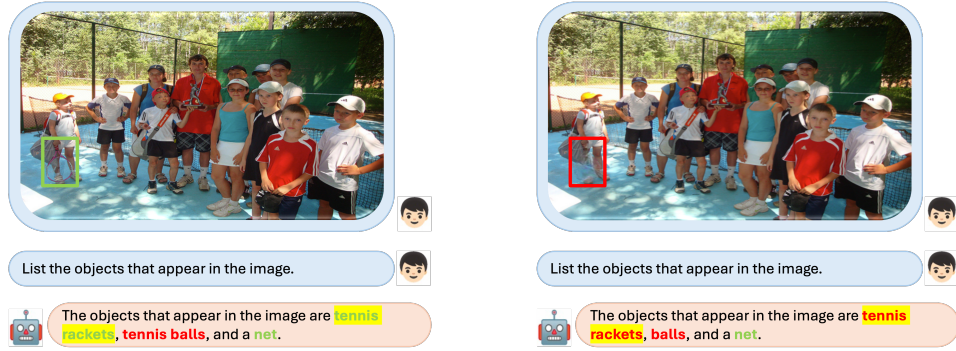 List the objects that appear in the image.
The objects that appear in the image are tennis
rackets, tennis balls, and a net.
List the objects that appear in the image.
The objects that appear in the image are tennis
rackets, balls, and a net.